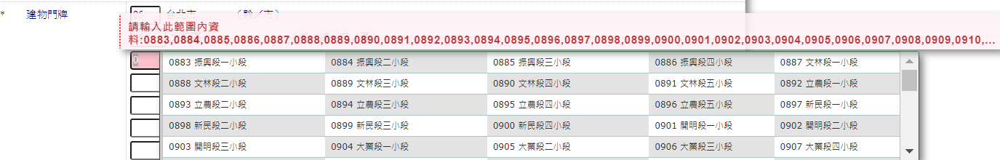 * 建物門牌
台北市 （縣／市）
請輸入此範圍內資
料:0883,0884,0885,0886,0887,0888,0889,0890,0891,0892,0893,0894,0895,0896,0897,0898,0899,0900,0901,0902,0903,0904,0905,0906,0907,0908,0909,0910,...
0
0883 振興段一小段 0884 振興段二小段 0885 振興段三小段 0886 振興段四小段 0887 文林段一小段
0888 文林段二小段 0889 文林段三小段 0890 文林段四小段 0891 文林段五小段 0892 立農段一小段
0893 立農段二小段 0894 立農段三小段 0895 立農段四小段 0896 立農段五小段 0897 新民段一小段
0898 新民段二小段 0899 新民段三小段 0900 新民段四小段 0901 開明段一小段 0902 開明段二小段
0903 開明段三小段 0904 大業段一小段 0905 大業段二小段 0906 大業段三小段 0907 大業段四小段